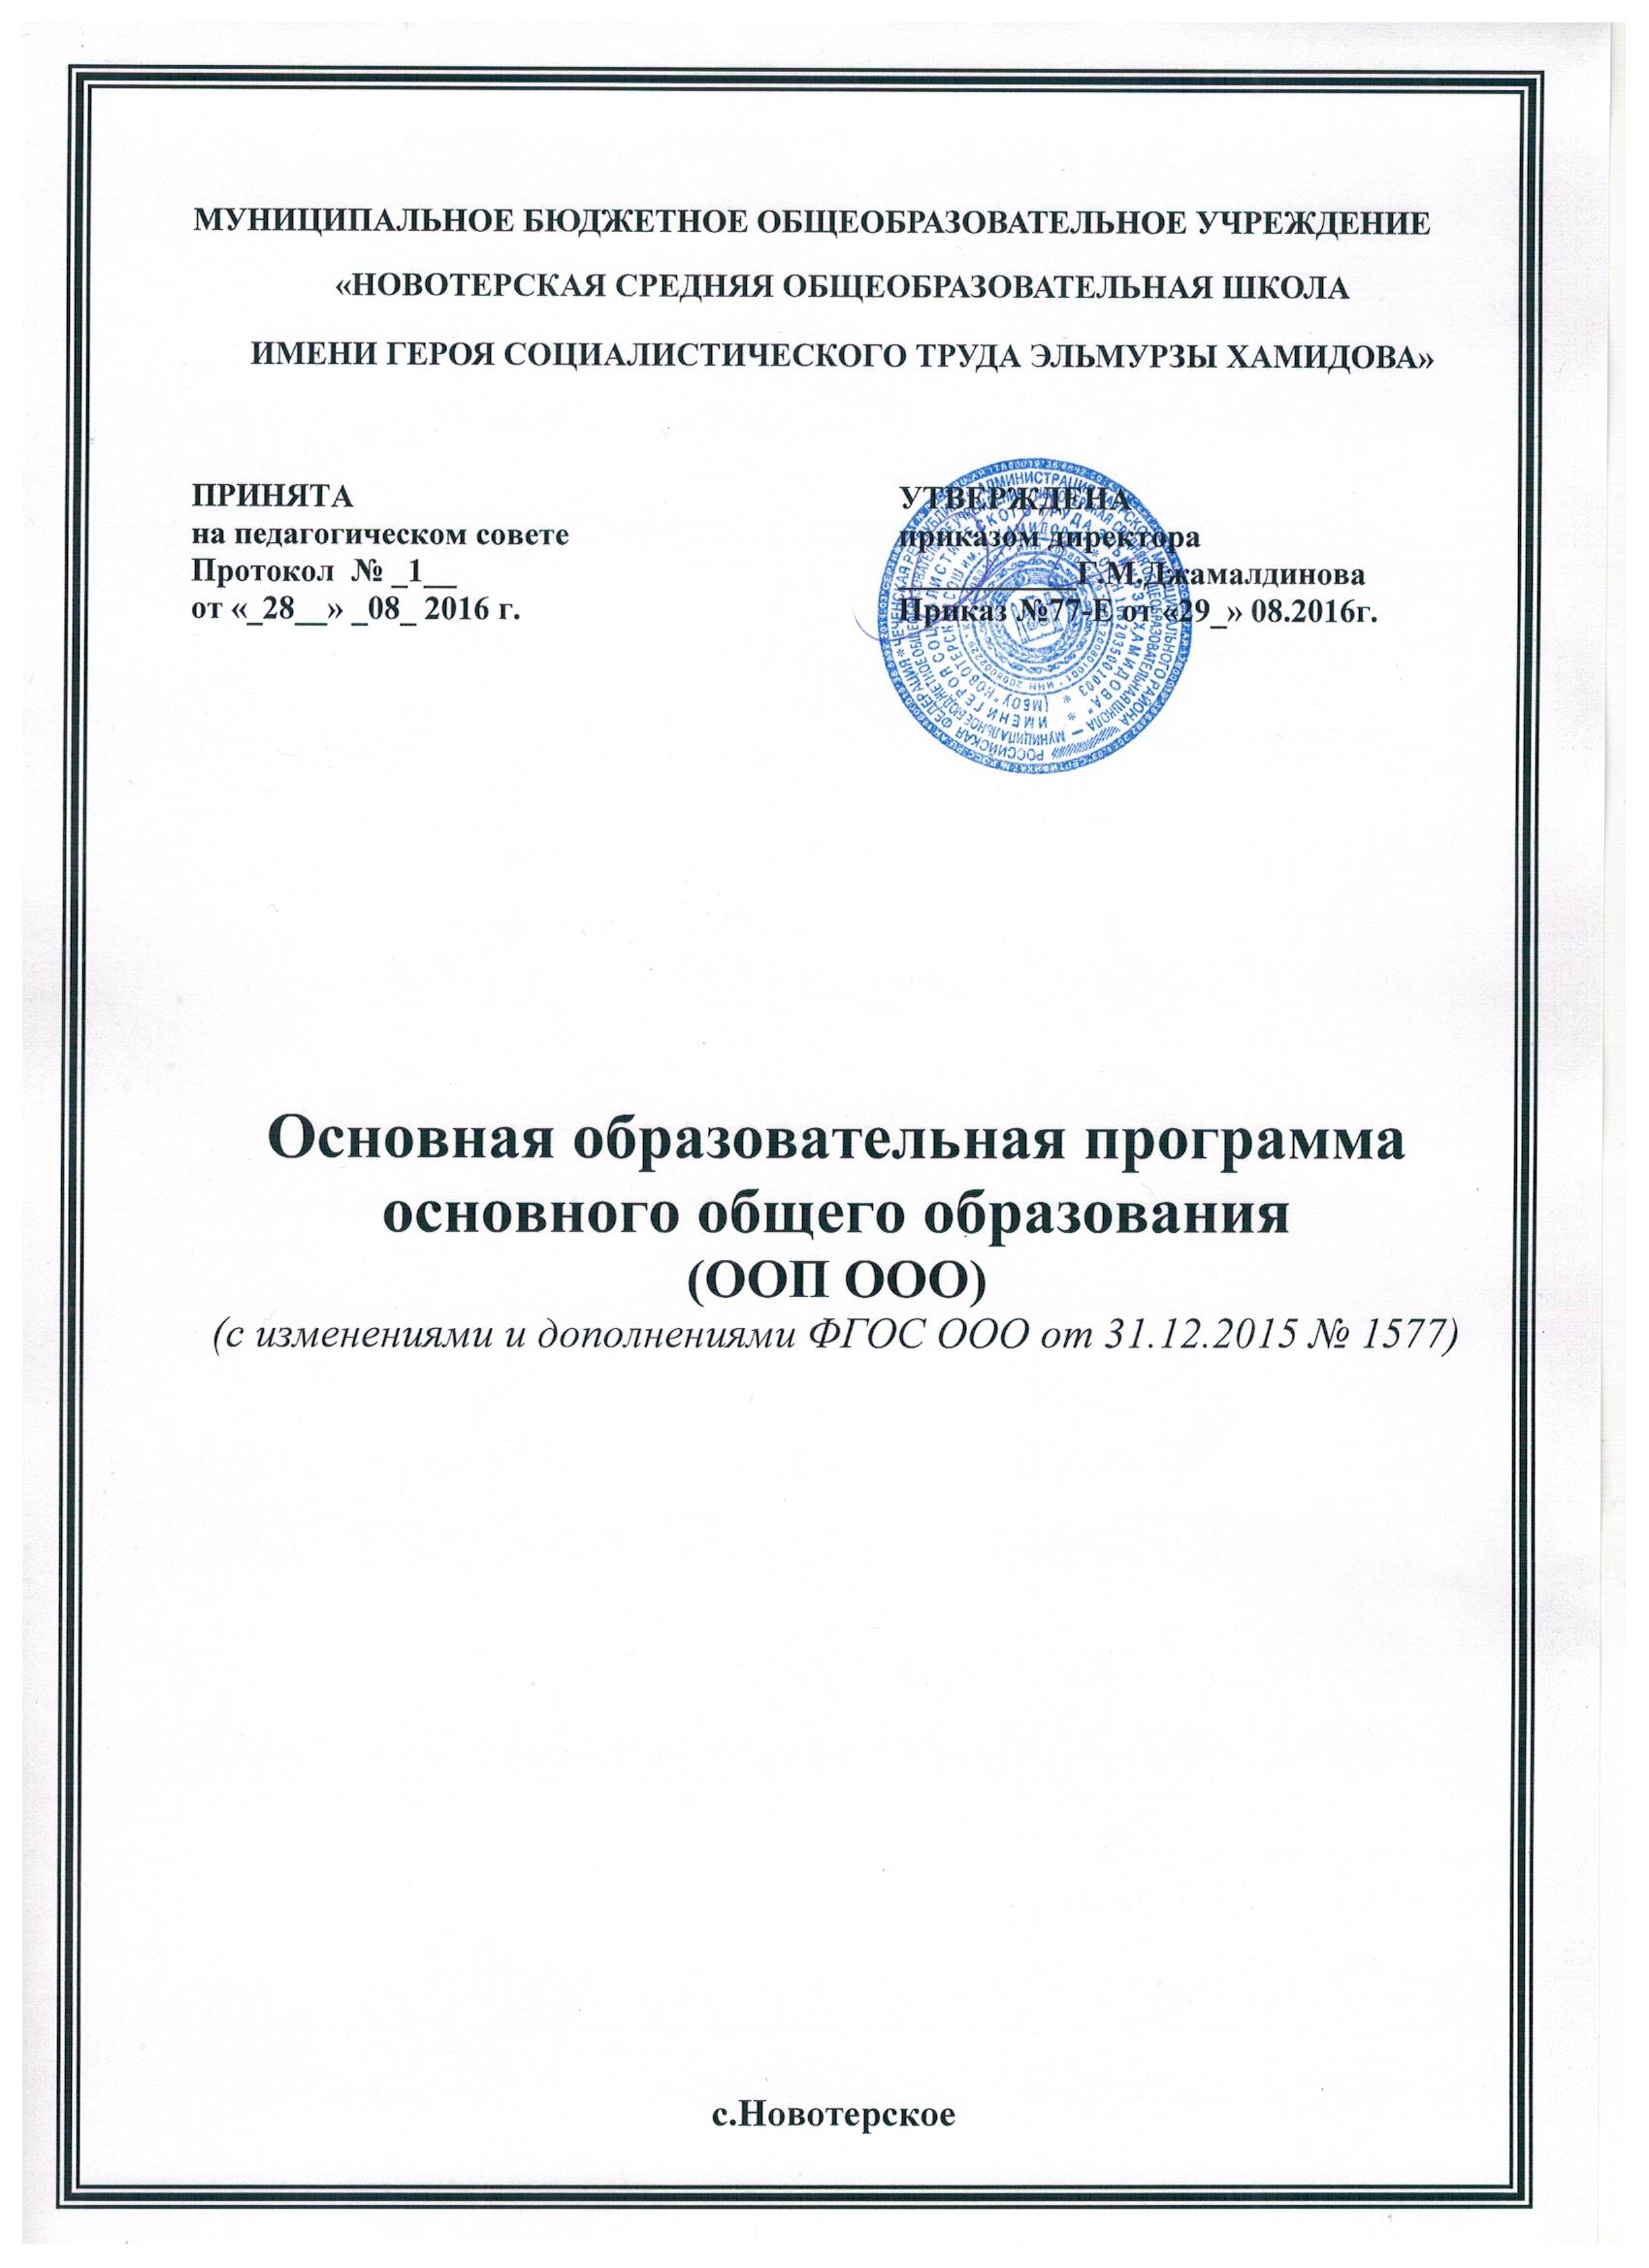 МУНИЦИПАЛЬНОЕ БЮДЖЕТНОЕ ОБЩЕОБРАЗОВАТЕЛЬНОЕ УЧРЕЖДЕНИЕ
«НОВОТЕРСКАЯ СРЕДНЯЯ ОБЩЕОБРАЗОВАТЕЛЬНАЯ ШКОЛА
ИМЕНИ ГЕРОЯ СОЦИАЛИСТИЧЕСКОГО ТРУДА ЭЛЬМУРЗЫ ХАМИДОВА»
ПРИНЯТА
на педагогическом совете
Протокол № _1__
от «_28__» _08_ 2016 г.
УТВЕРЖДЕНА
приказом директора
___________Г.М.Джамалдинова
Приказ №77-Е от «29_» 08.2016г.
Основная образовательная программа
основного общего образования
(ООП ООО)
(с изменениями и дополнениями ФГОС ООО от 31.12.2015 № 1577)
с.Новотерское